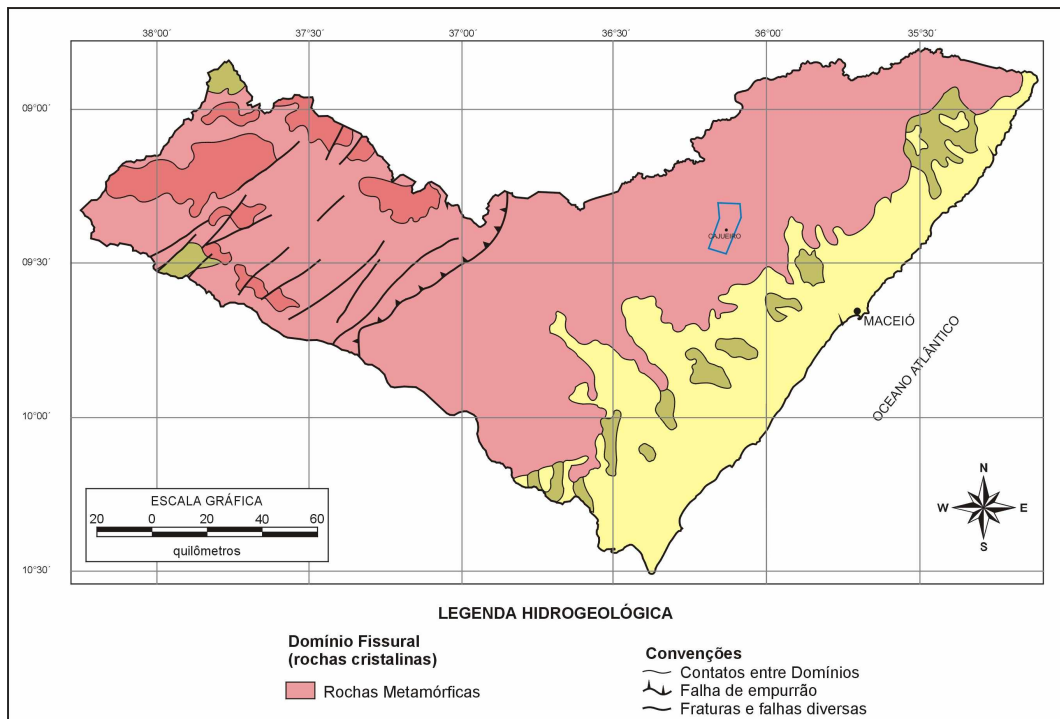 38°00´ 37°30´ 37°00´ 36°30´ 36°00´ 35°30´
09°00´
CAJUEIRO
09°30´
MACEIÓ
OCEANO ATLÂNTICO
10°00´
N
W E
S
ESCALA GRÁFICA
20 0 20 40 60
quilômetros
10°30´
LEGENDA HIDROGEOLÓGICA
Domínio Fissural
(rochas cristalinas)
Rochas Metamórficas
Convenções
Contatos entre Domínios
Falha de empurrão
Fraturas e falhas diversas